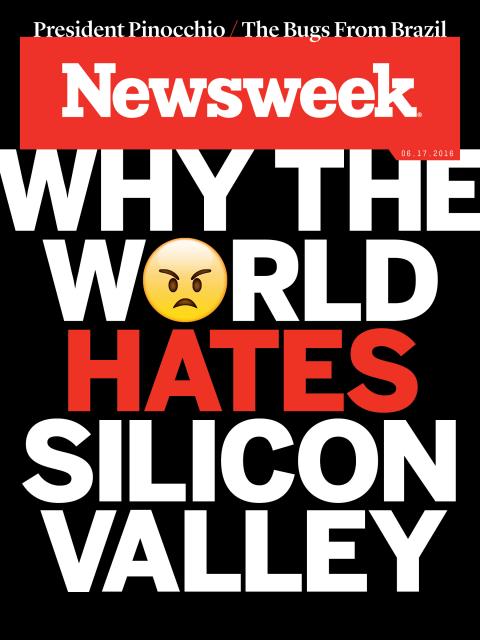 President Pinocchio / The Bugs From Brazil
Newsweek®
06.17.2016
WHY THE
W😠RLD
HATES
SILICON
VALLEY